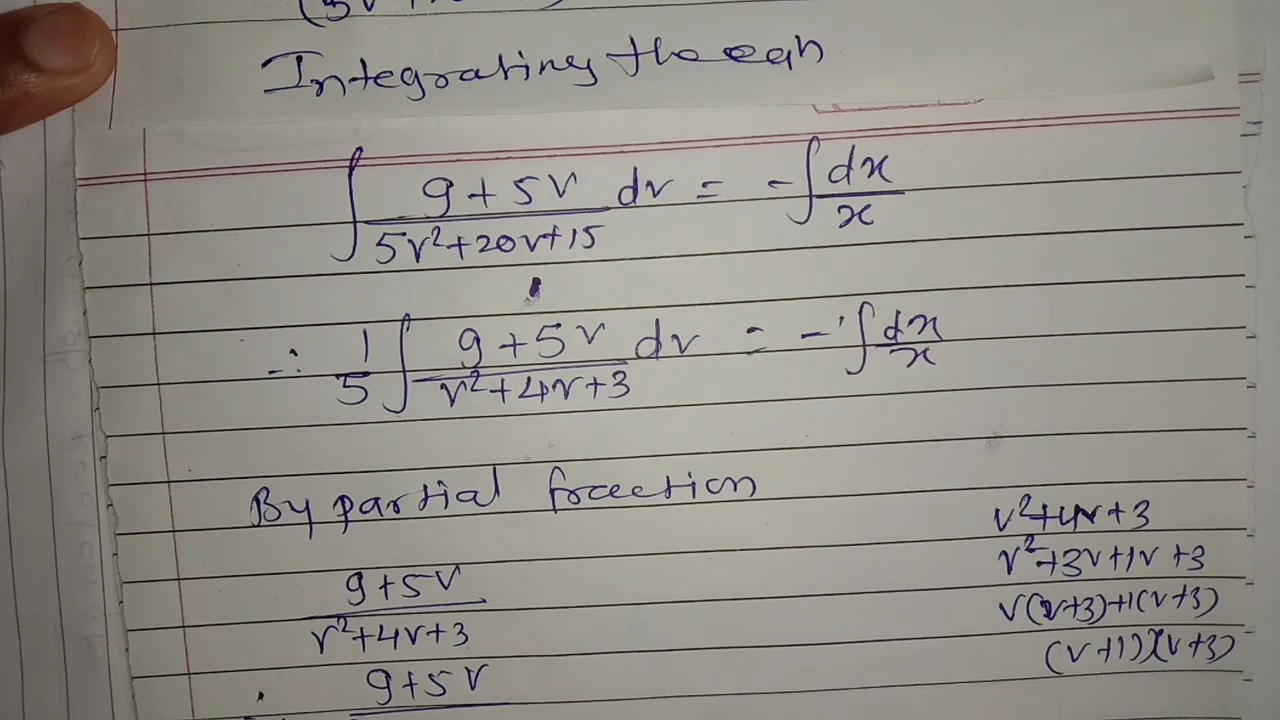 Integrating the eqn
∫ 9+5v / 5v²+20v+15 dv = -∫ dx/x
∴ 1/5 ∫ 9+5v / v²+4v+3 dv = -∫ dx/x
By partial fraction
v²+4v+3
v²+3v+1v+3
9+5v / v²+4v+3
v(v+3)+1(v+3)
(v+1)(v+3)
9+5v